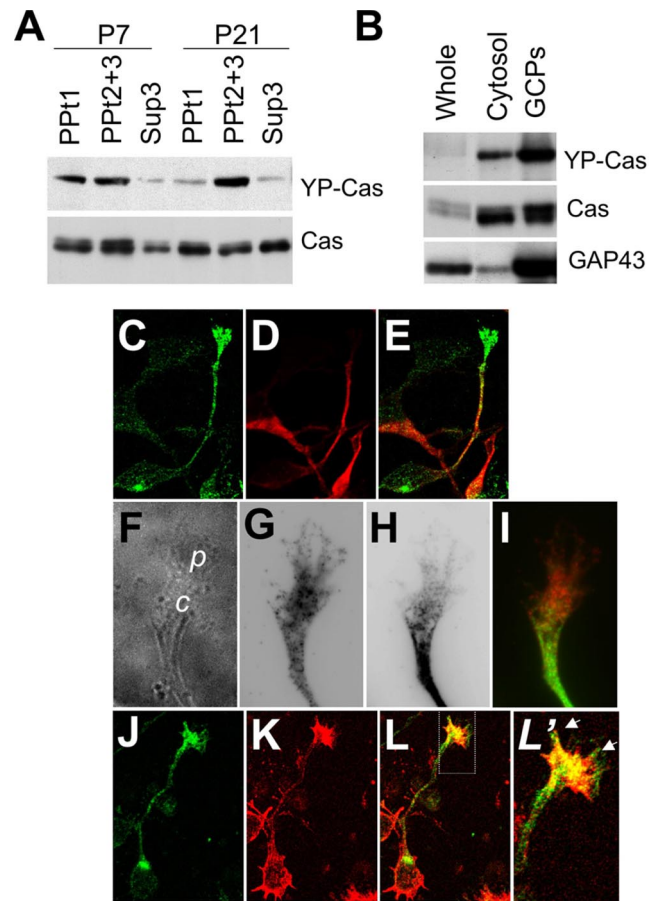 A
P7
P21
PPt1
PPt2+3
Sup3
PPt1
PPt2+3
Sup3
YP-Cas
Cas
B
Whole
Cytosol
GCPs
YP-Cas
Cas
GAP43
C
D
E
F
p
c
G
H
I
J
K
L
L'